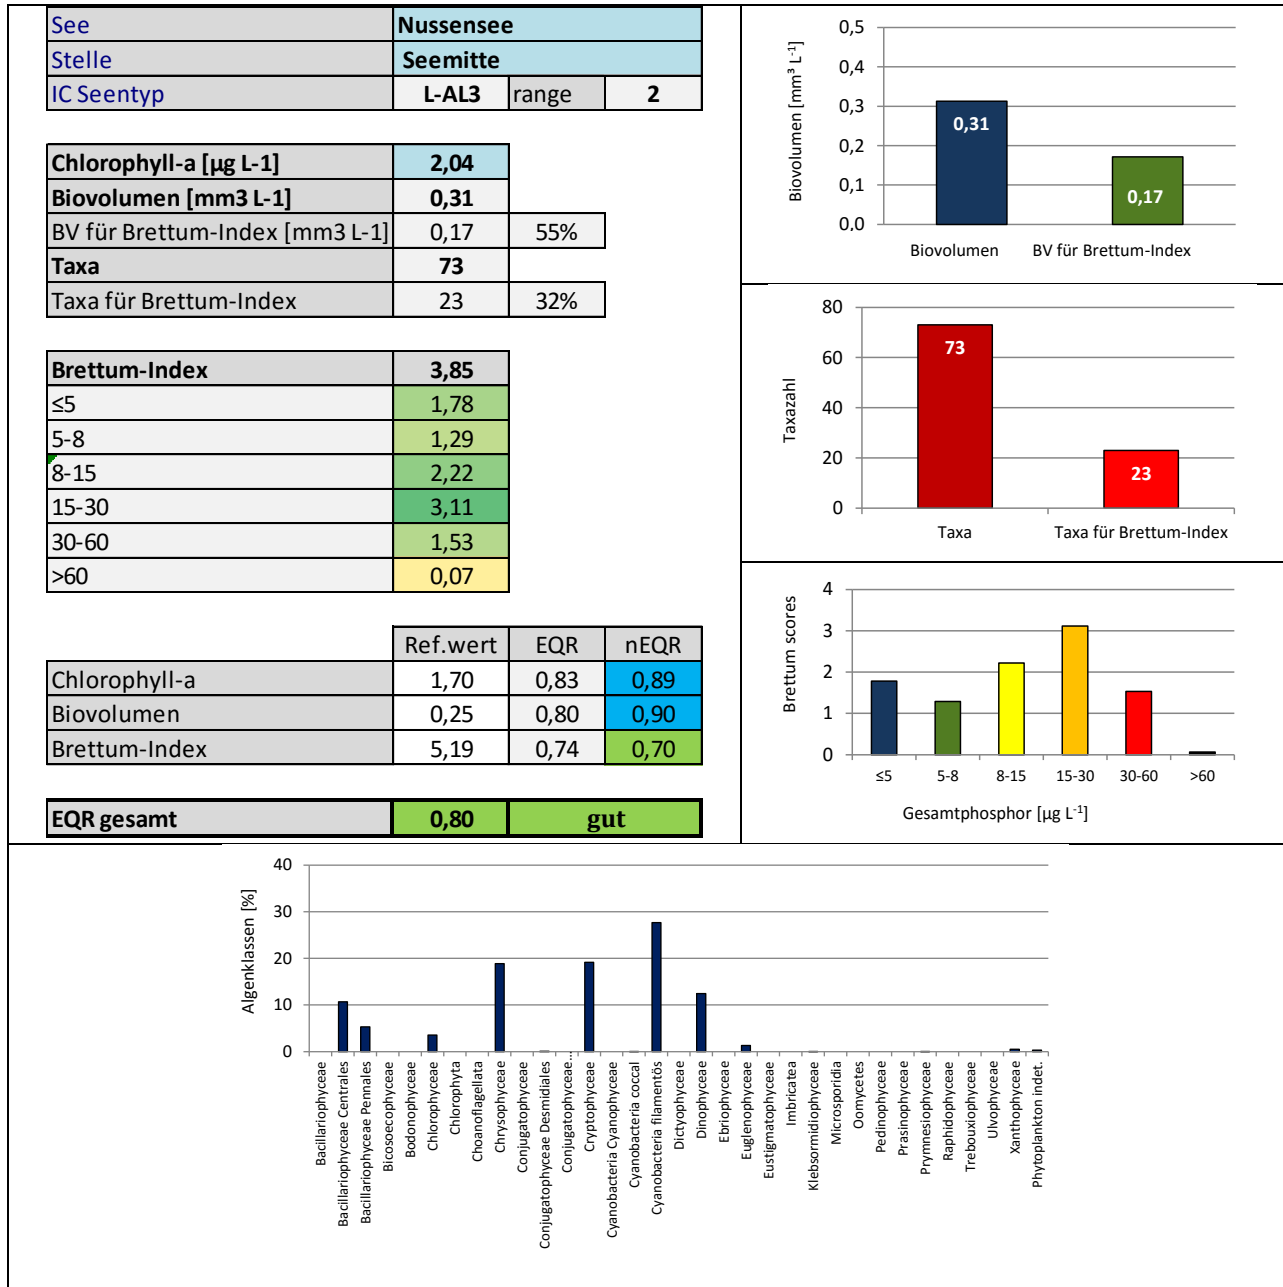 See Nussensee
Stelle Seemitte
IC Seentyp L-AL3 range 2
Chlorophyll-a [µg L-1] 2,04
Biovolumen [mm3 L-1] 0,31
BV für Brettum-Index [mm3 L-1] 0,17 55%
Taxa 73
Taxa für Brettum-Index 23 32%
Brettum-Index 3,85
≤5 1,78
5-8 1,29
8-15 2,22
15-30 3,11
30-60 1,53
>60 0,07
Ref.wert EQR nEQR
Chlorophyll-a 1,70 0,83 0,89
Biovolumen 0,25 0,80 0,90
Brettum-Index 5,19 0,74 0,70
EQR gesamt 0,80 gut
Biovolumen [mm³ L-1]
0,5
0,4
0,3
0,2
0,1
0,0
0,31
0,17
Biovolumen BV für Brettum-Index
Taxazahl
80
60
40
20
0
73
23
Taxa Taxa für Brettum-Index
Brettum scores
4
3
2
1
0
≤5 5-8 8-15 15-30 30-60 >60
Gesamtphosphor [µg L-1]
Algenklassen [%]
40
30
20
10
0
Bacillariophyceae
Bacillariophyceae Centrales
Bacillariophyceae Pennales
Bicosoecophyceae
Bodonophyceae
Chlorophyceae
Chlorophyta
Choanoflagellata
Chrysophyceae
Conjugatophyceae
Conjugatophyceae Desmidiales
Conjugatophyceae...
Cryptophyceae
Cyanobacteria Cyanophyceae
Cyanobacteria coccal
Cyanobacteria filamentös
Dictyophyceae
Dinophyceae
Ebriophyceae
Euglenophyceae
Eustigmatophyceae
Imbricatea
Klebsormidiophyceae
Microsporidia
Oomycetes
Pedinophyceae
Prasinophyceae
Prymnesiophyceae
Raphidophyceae
Trebouxiophyceae
Ulvophyceae
Xanthophyceae
Phytoplankton indet.